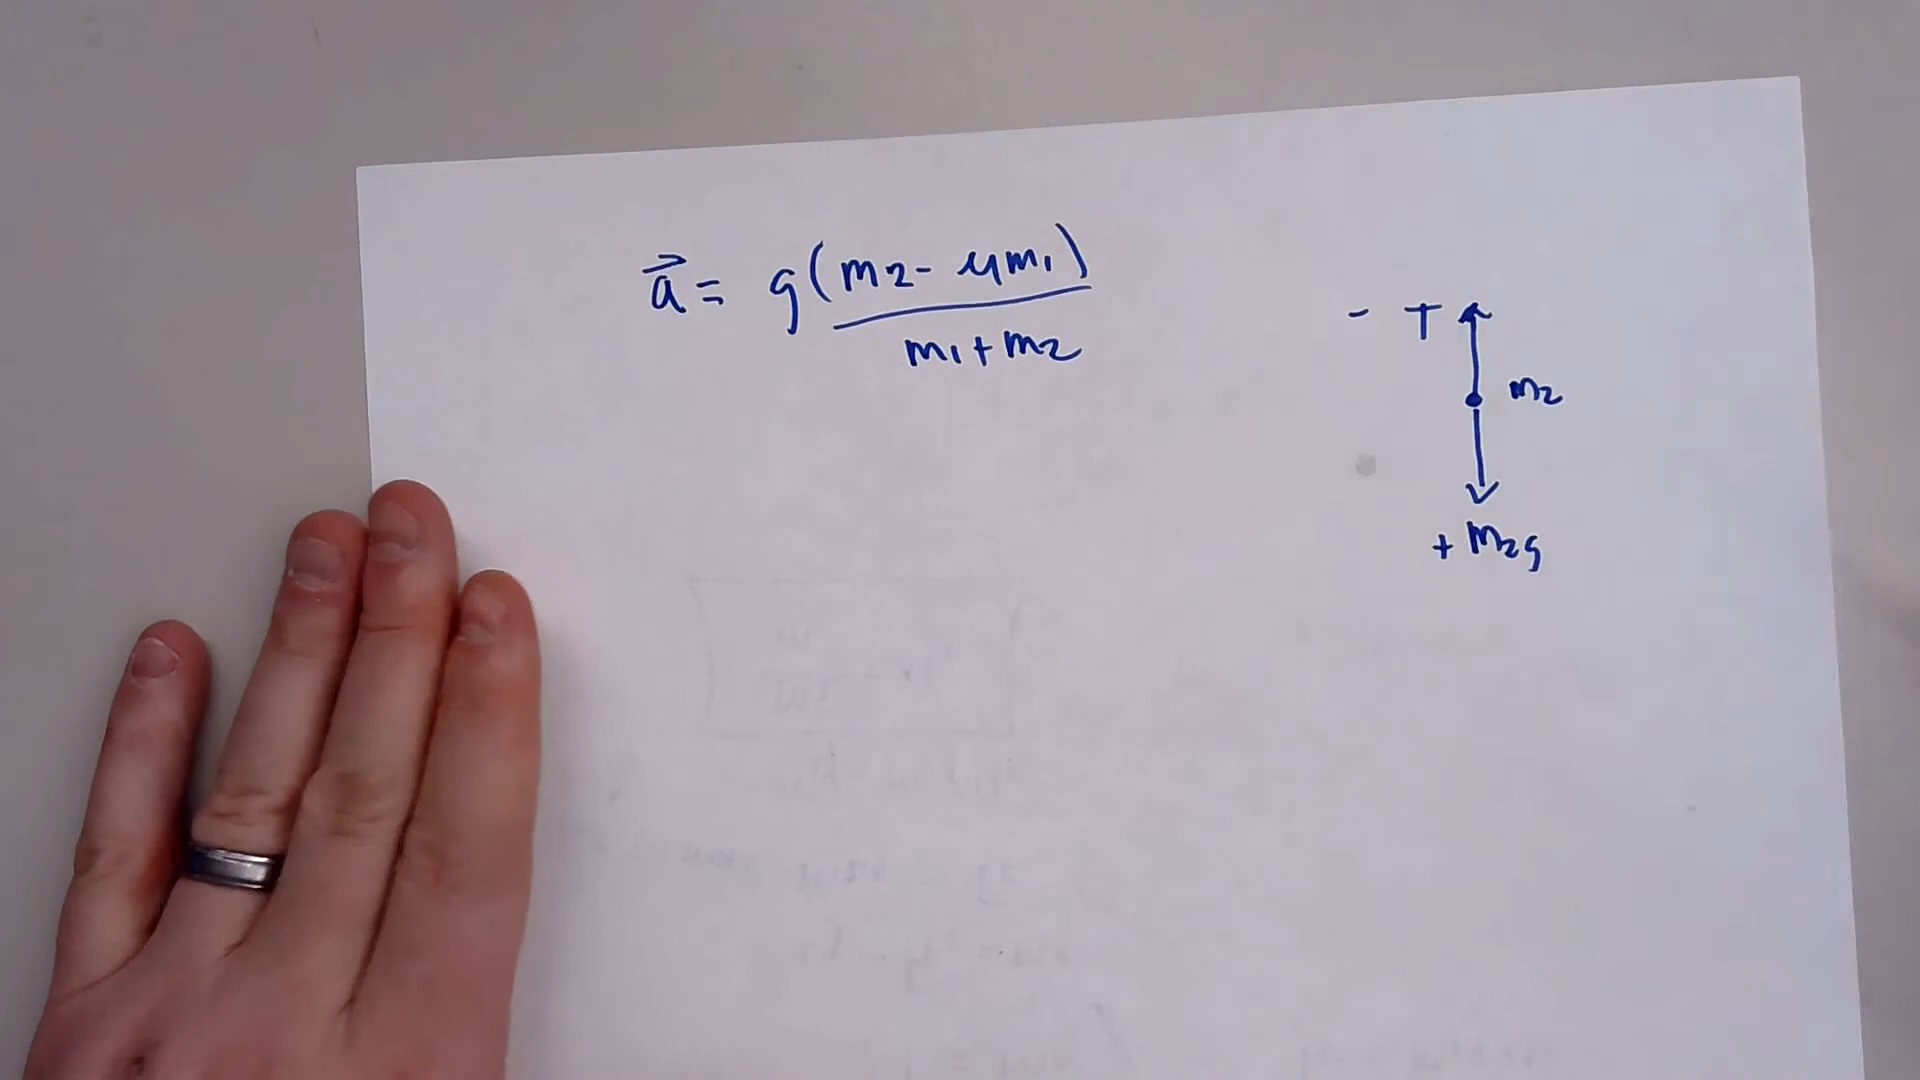 a⃗ = g(m2 - μm1)
m1 + m2
- T
m2
+ m2g